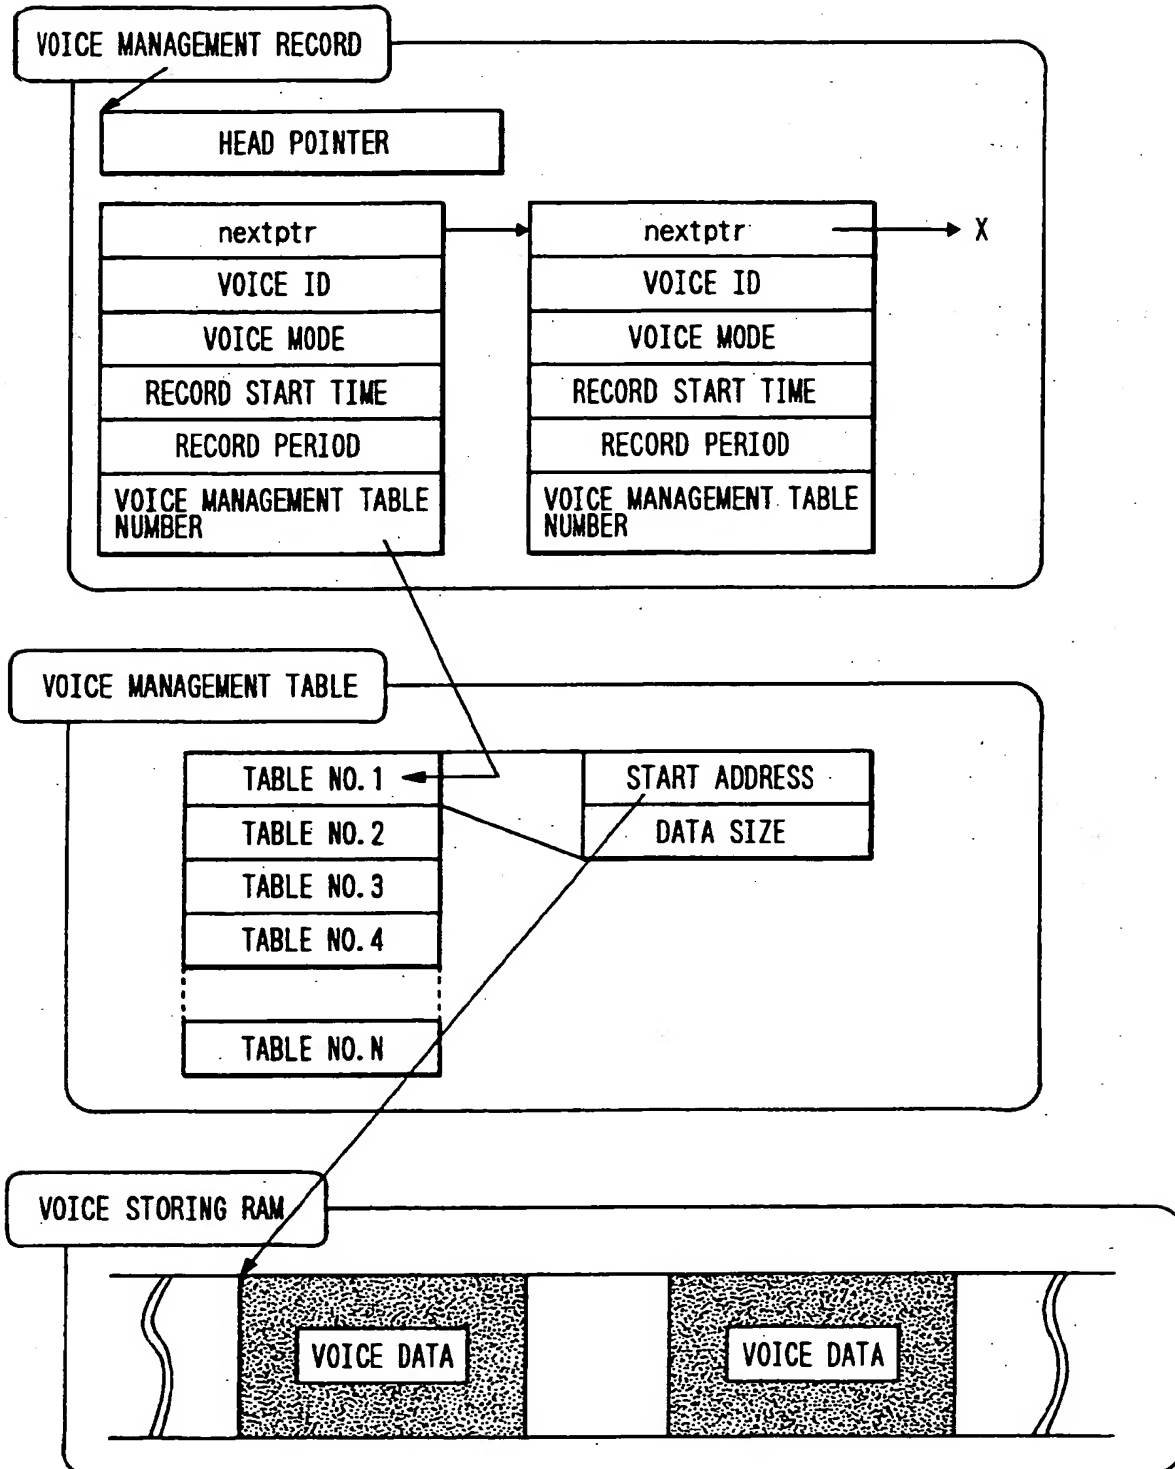 VOICE MANAGEMENT RECORD
HEAD POINTER
nextptr
VOICE ID
VOICE MODE
RECORD START TIME
RECORD PERIOD
VOICE MANAGEMENT TABLE
NUMBER
nextptr
X
VOICE ID
VOICE MODE
RECORD START TIME
RECORD PERIOD
VOICE MANAGEMENT TABLE
NUMBER
VOICE MANAGEMENT TABLE
TABLE NO.1
TABLE NO.2
TABLE NO.3
TABLE NO.4
TABLE NO.N
START ADDRESS
DATA SIZE
VOICE STORING RAM
VOICE DATA
VOICE DATA